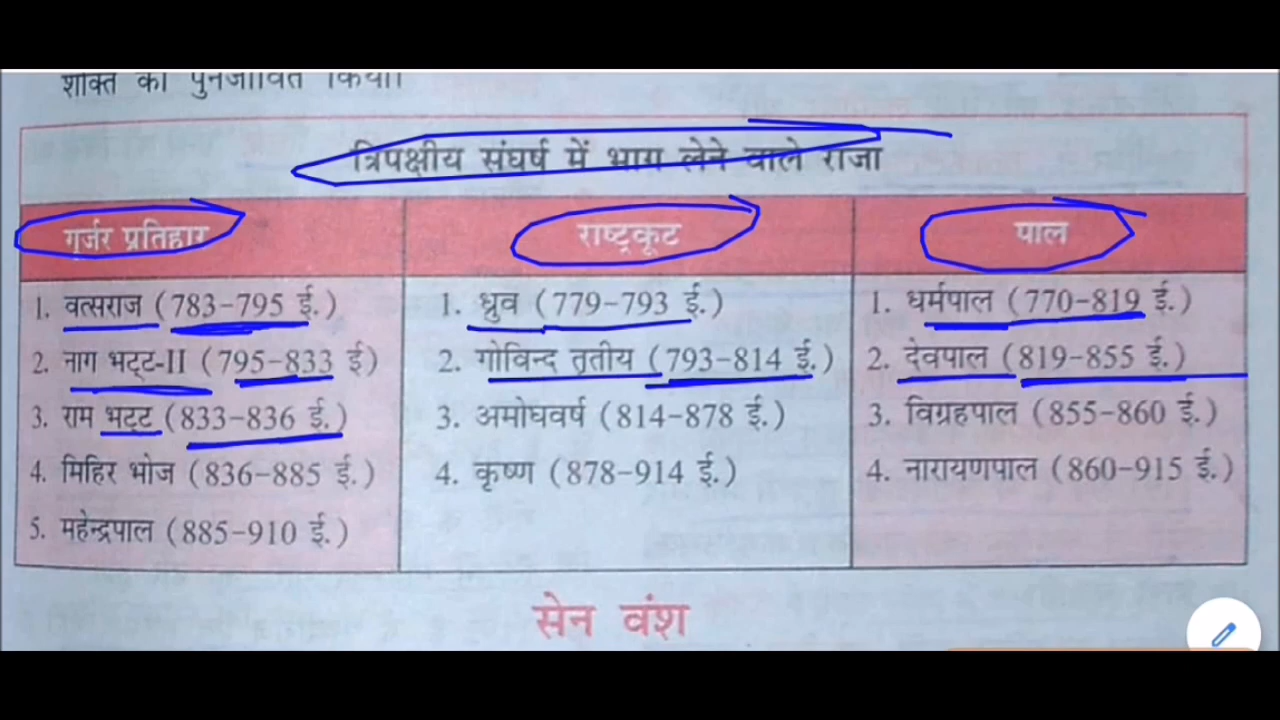 शक्ति को पुनर्जीवित किया।
त्रिपक्षीय संघर्ष में भाग लेने वाले राजा
गुर्जर प्रतिहार राष्ट्रकूट पाल
1. वत्सराज (783-795 ई.) 1. ध्रुव (779-793 ई.) 1. धर्मपाल (770-819 ई.)
2. नाग भट्ट-II (795-833 ई) 2. गोविन्द तृतीय (793-814 ई.) 2. देवपाल (819-855 ई.)
3. राम भट्ट (833-836 ई.) 3. अमोघवर्ष (814-878 ई.) 3. विग्रहपाल (855-860 ई.)
4. मिहिर भोज (836-885 ई.) 4. कृष्ण (878-914 ई.) 4. नारायणपाल (860-915 ई.)
5. महेन्द्रपाल (885-910 ई.)
सेन वंश